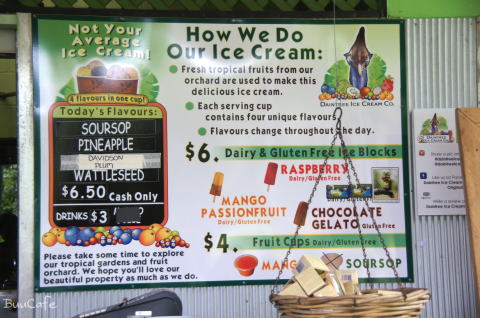 Not Your
Average
Ice Cream!
4 flavours in one cup!
Today's Flavours:
SOURSOP
PINEAPPLE
DAVIDSON
PLUM
WATTLESEED
$6.50 Cash Only
DRINKS $3
?
Please take some time to explore
our tropical gardens and fruit
orchard. We hope you'll love our
beautiful property as much as we do.
How We Do
Our Ice Cream:
Fresh tropical fruits from our
orchard are used to make this
delicious ice cream.
Each serving cup
contains four unique flavours
Flavours change throughout the day.
DAINTREE ICE CREAM CO.
$6. Dairy & Gluten Free Ice Blocks
RASPBERRY
Dairy/Gluten Free
MANGO
PASSIONFRUIT
Dairy/Gluten Free
CHOCOLATE
GELATO Gluten Free
$4. Fruit Cups Dairy/Gluten Free
MANGO
SOURSOP
DAINTREE
Daintree Ice
Original
BuuCafe